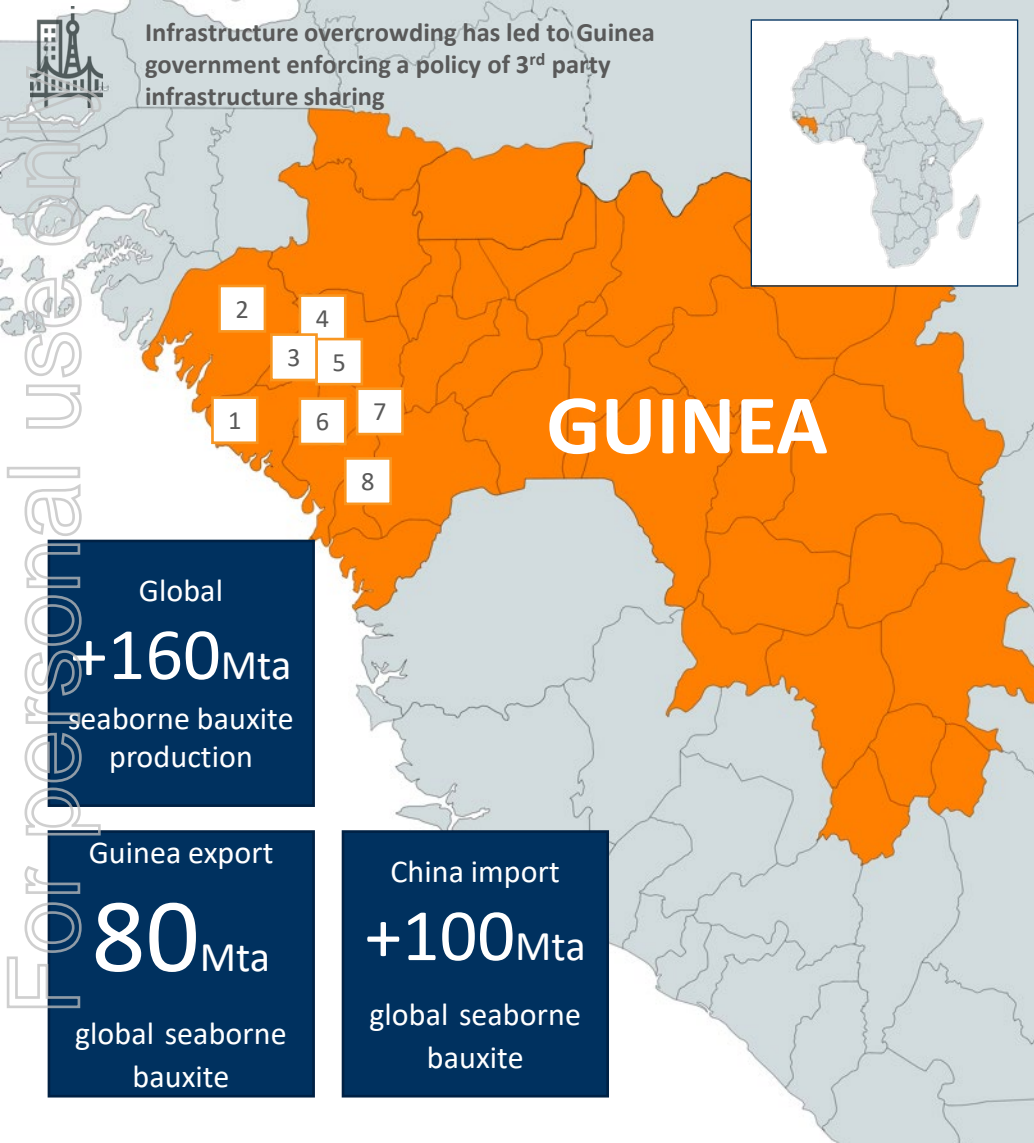 Infrastructure overcrowding has led to Guinea
government enforcing a policy of 3rd party
infrastructure sharing
2
4
3
5
1
6
7
8
GUINEA
Global
+160Mta
seaborne bauxite
production
Guinea export
80Mta
global seaborne
bauxite
China import
+100Mta
global seaborne
bauxite
For personal use only